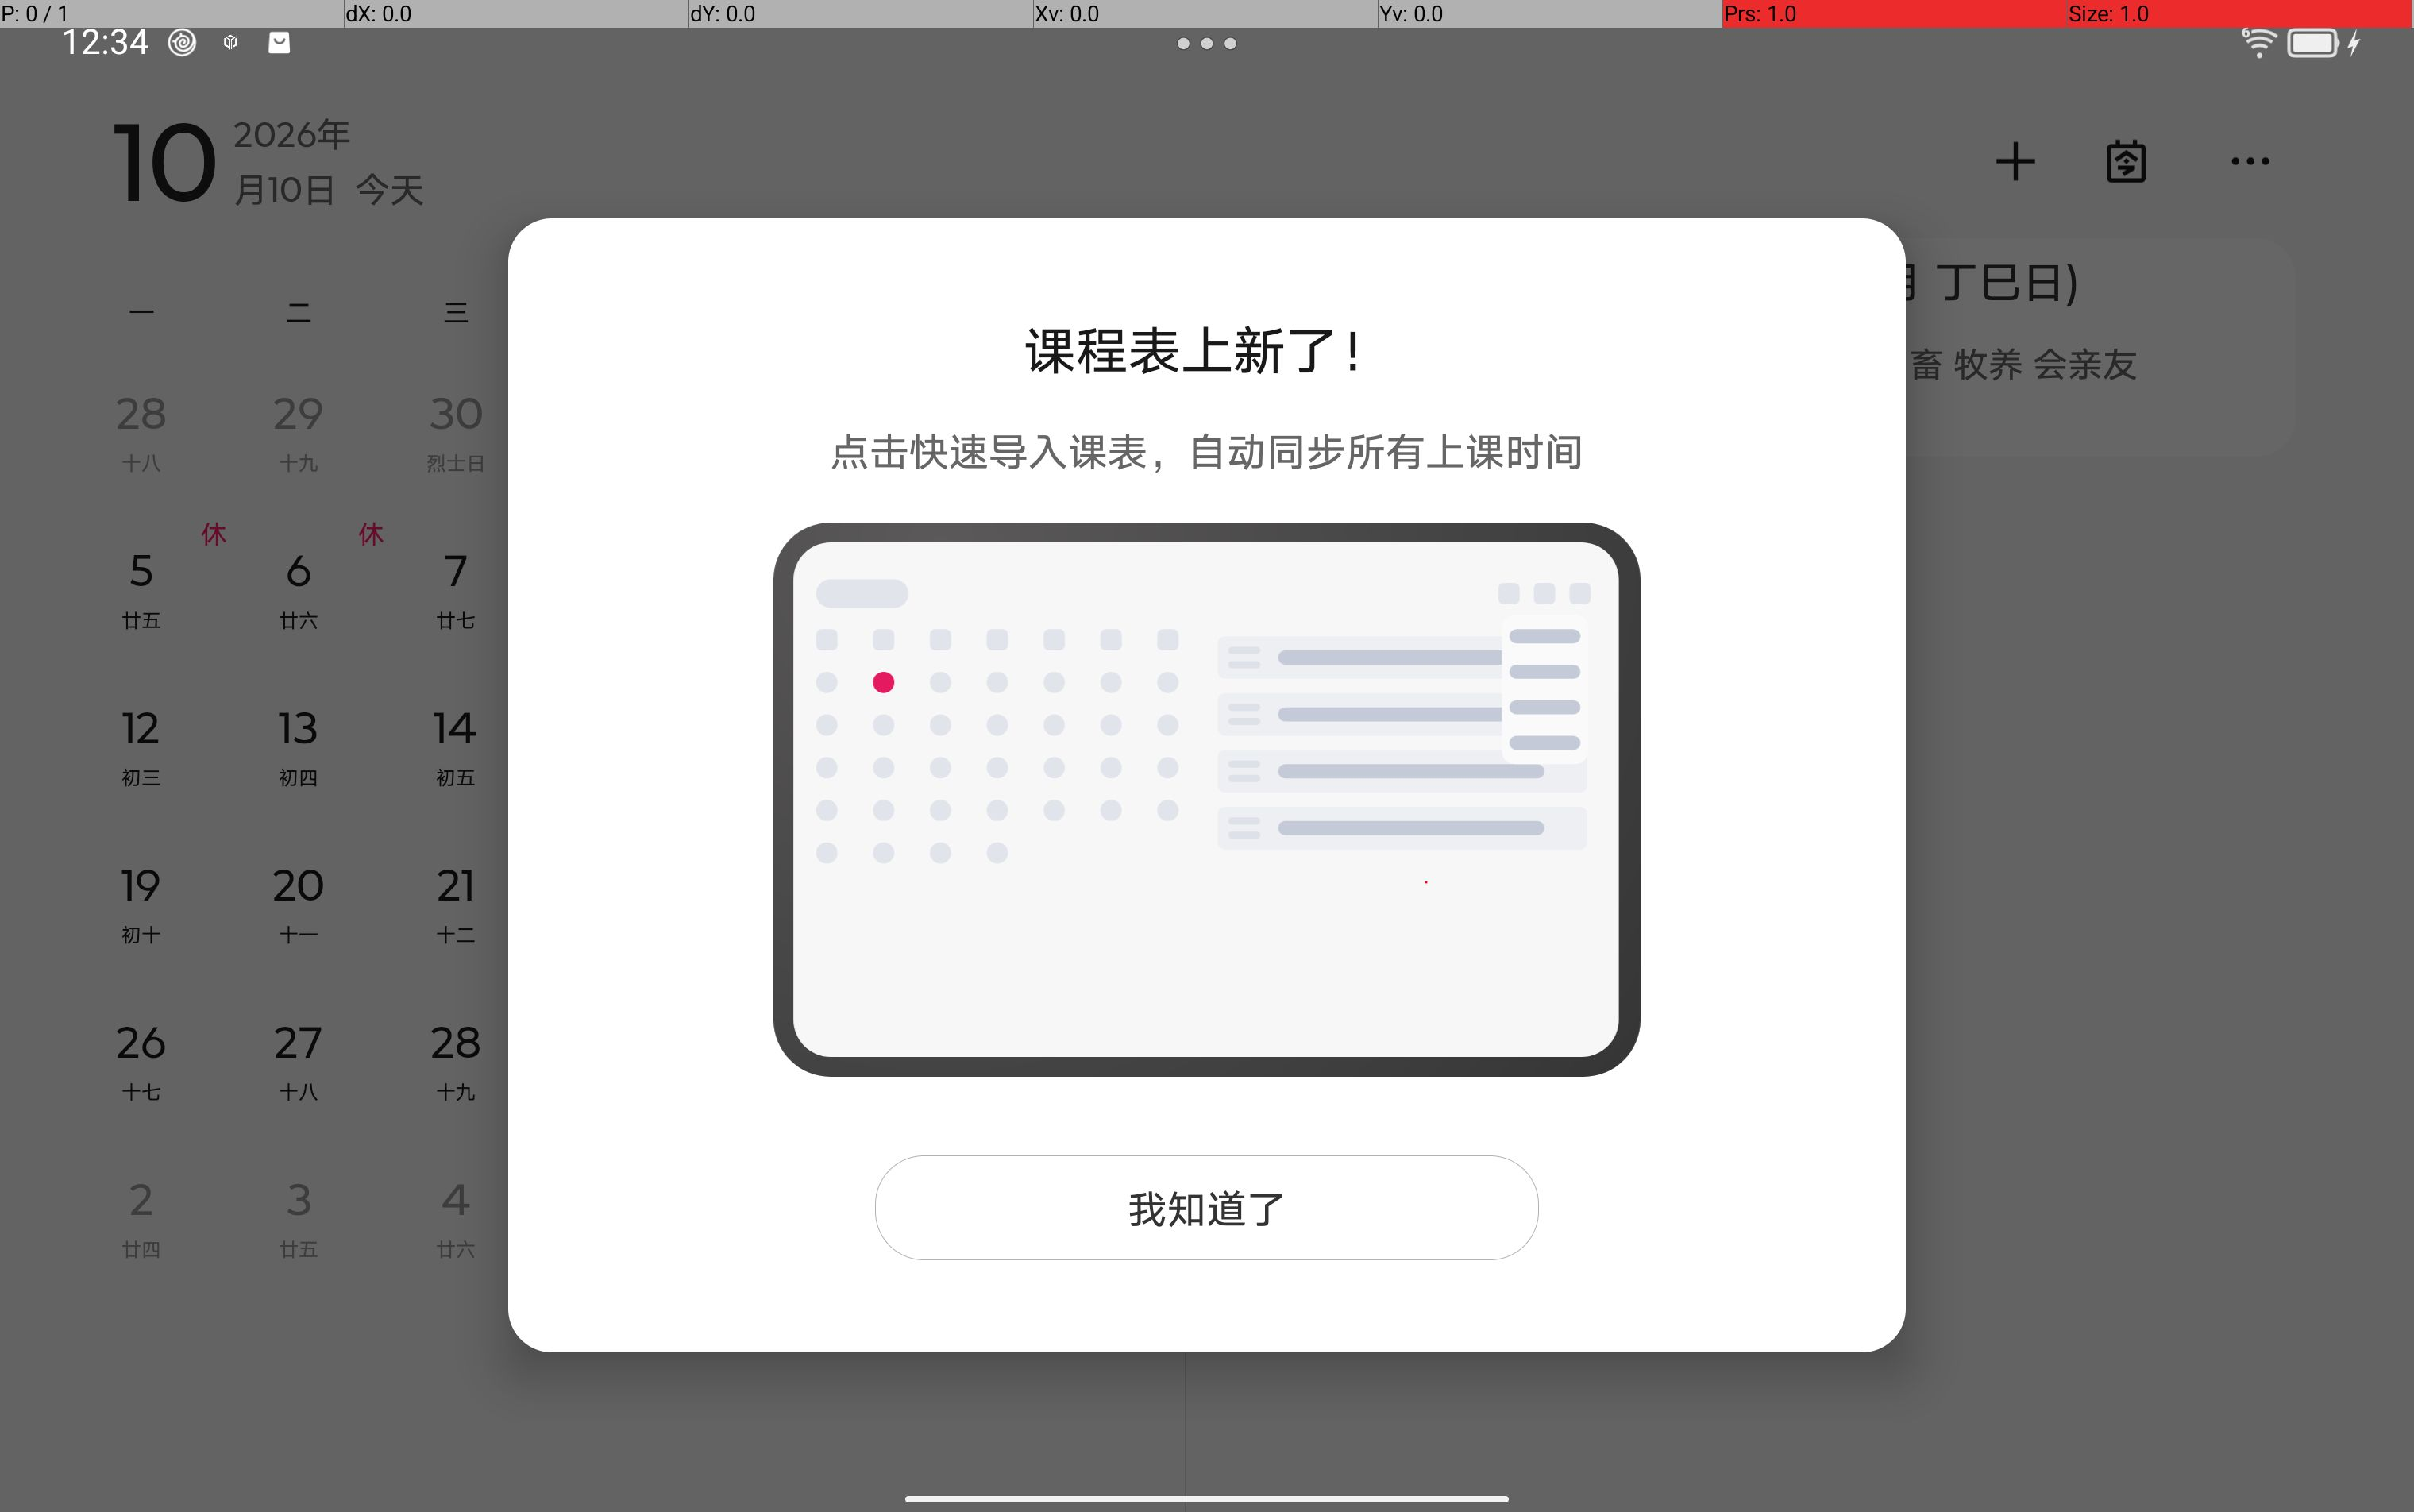 P: 0 / 1 dX: 0.0 dY: 0.0 Xv: 0.0 Yv: 0.0 Prs: 1.0 Size: 1.0
12:34 6
10 2026年
月10日 今天
丁巳日)
畜 牧养 会亲友
课程表上新了!
点击快速导入课表，自动同步所有上课时间
一 二 三
28 29 30
十八 十九 烈士日
休 休
5 6 7
廿五 廿六 廿七
12 13 14
初三 初四 初五
19 20 21
初十 十一 十二
26 27 28
十七 十八 十九
2 3 4
廿四 廿五 廿六
我知道了